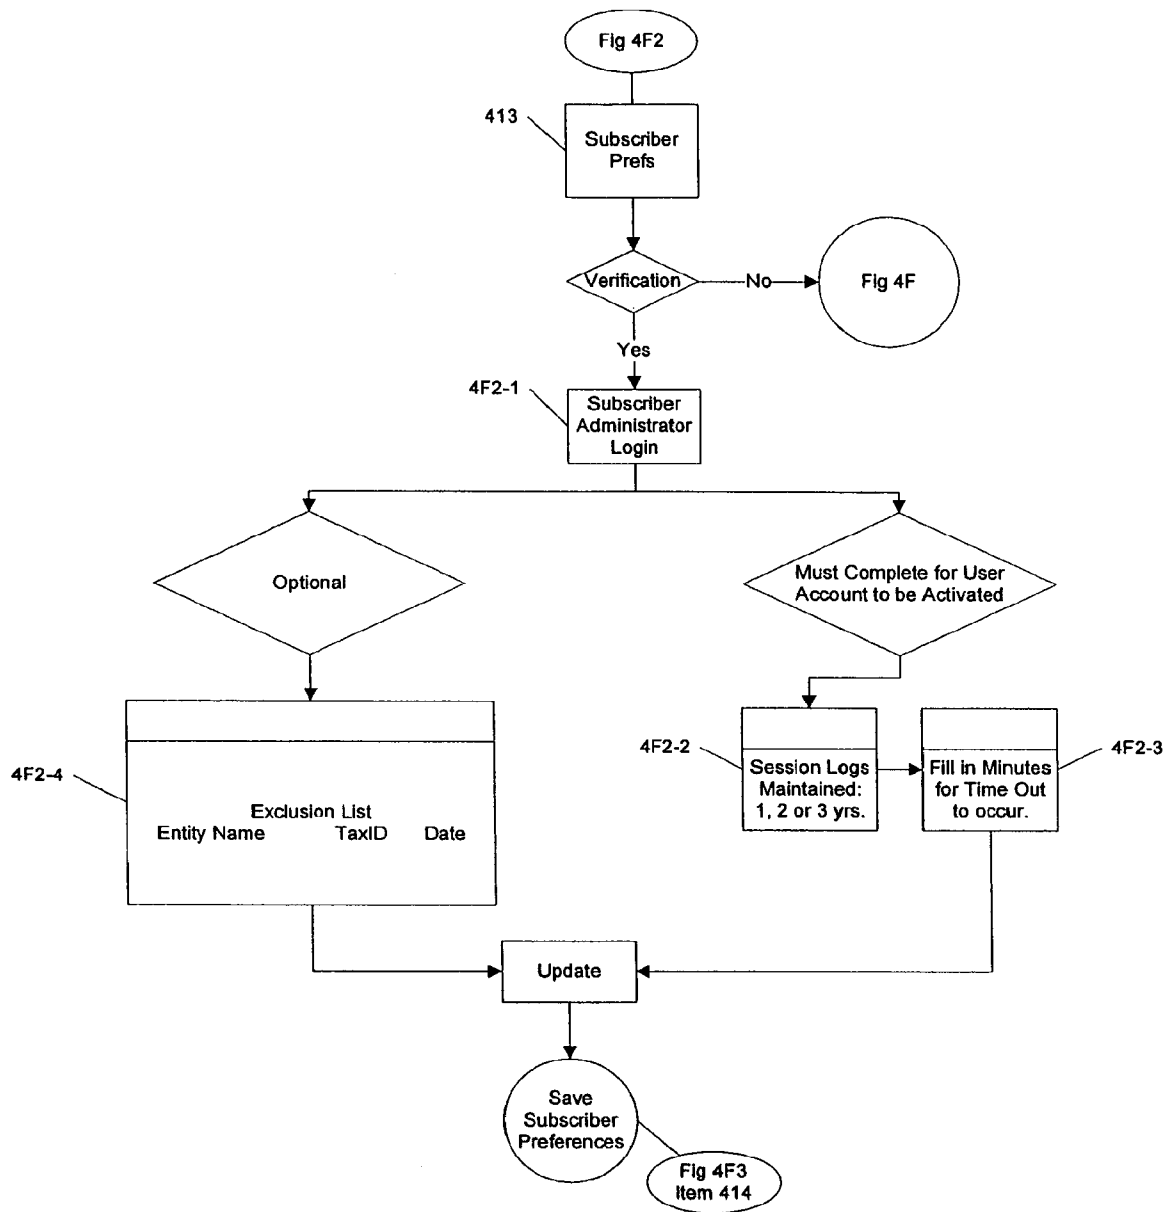 Fig 4F2
413
Subscriber
Prefs
Verification
No
Fig 4F
Yes
4F2-1
Subscriber
Administrator
Login
Optional
Must Complete for User
Account to be Activated
4F2-4
Exclusion List
Entity Name TaxID Date
4F2-2
Session Logs
Maintained:
1, 2 or 3 yrs.
Fill in Minutes
for Time Out
to occur.
4F2-3
Update
Save
Subscriber
Preferences
Fig 4F3
Item 414